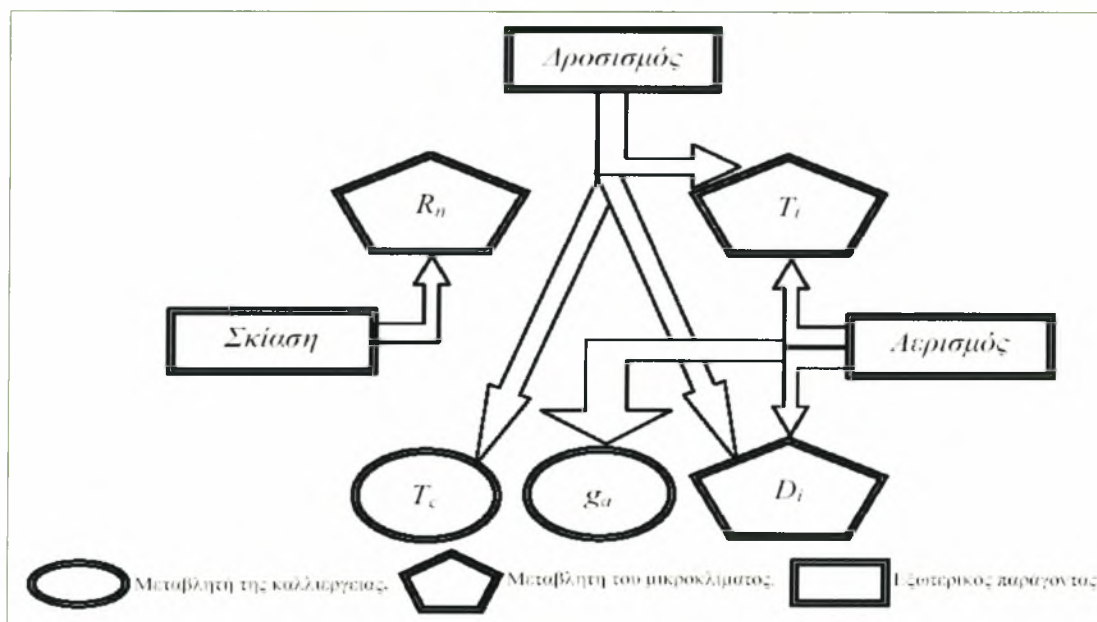 Δροσισμός
R_n
T_i
Σκίαση
Αερισμός
T_c
g_a
D_i
Μεταβλητή της καλλιέργειας. Μεταβλητή του μικροκλίματος. Εξωτερικός παράγοντας